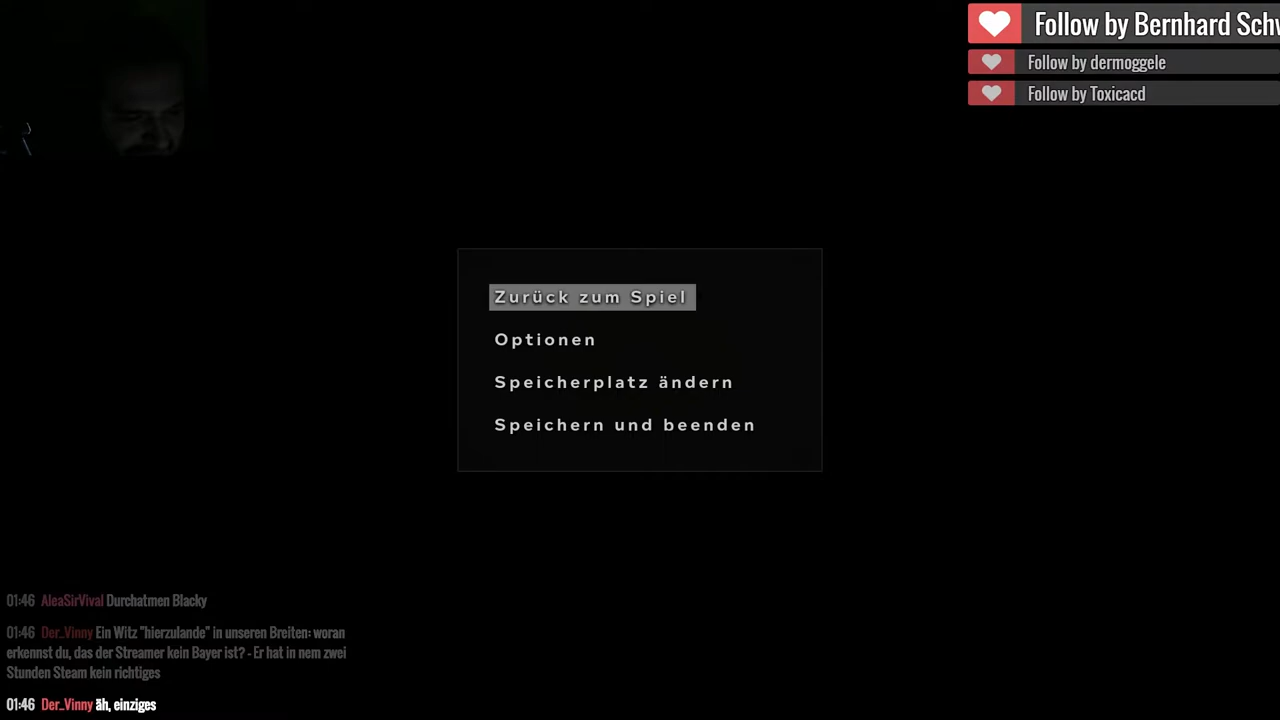 Follow by Bernhard Schw
Follow by dermoggele
Follow by Toxicacd
Zurück zum Spiel
Optionen
Speicherplatz ändern
Speichern und beenden
01:46 AleaSirVival Durchatmen Blacky
01:46 Der_Vinny Ein Witz "hierzulande" in unseren Breiten: woran
erkennst du, das der Streamer kein Bayer ist? - Er hat in nem zwei
Stunden Steam kein richtiges
01:46 Der_Vinny äh, einziges